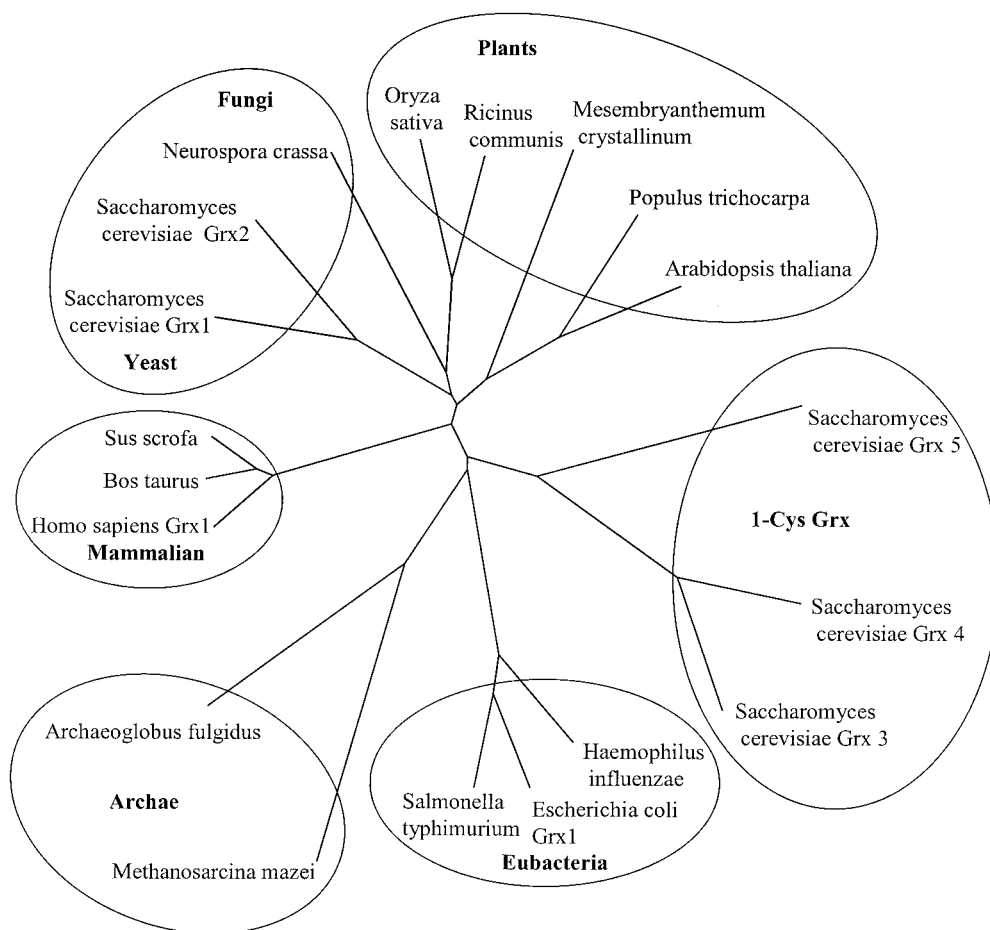 Plants
Oryza
sativa
Ricinus
communis
Mesembryanthemum
crystallinum
Populus trichocarpa
Arabidopsis thaliana
Fungi
Neurospora crassa
Saccharomyces
cerevisiae Grx2
Saccharomyces
cerevisiae Grx1
Yeast
Sus scrofa
Bos taurus
Homo sapiens Grx1
Mammalian
Saccharomyces
cerevisiae Grx 5
1-Cys Grx
Saccharomyces
cerevisiae Grx 4
Saccharomyces
cerevisiae Grx 3
Archaeoglobus fulgidus
Archae
Methanosarcina mazei
Haemophilus
influenzae
Salmonella
typhimurium
Escherichia coli
Grx1
Eubacteria